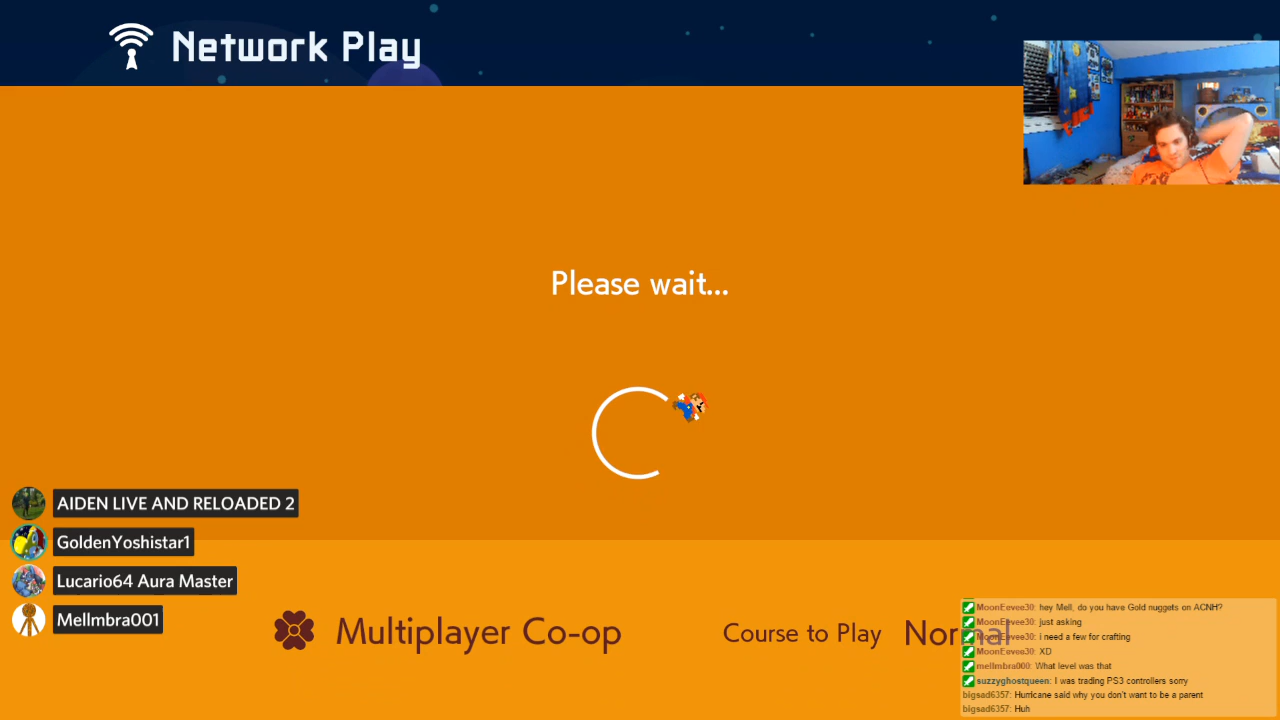 Network Play
Please wait...
AIDEN LIVE AND RELOADED 2
GoldenYoshistar1
Lucario64 Aura Master
Mellmbra001
Multiplayer Co-op
Course to Play Normal
MoonEevee30: hey Mell, do you have Gold nuggets on ACNH?
MoonEevee30: just asking
MoonEevee30: i need a few for crafting
MoonEevee30: XD
mellmbra000: What level was that
suzzyghostqueen: I was trading PS3 controllers sorry
bigsad6357: Hurricane said why you don't want to be a parent
bigsad6357: Huh